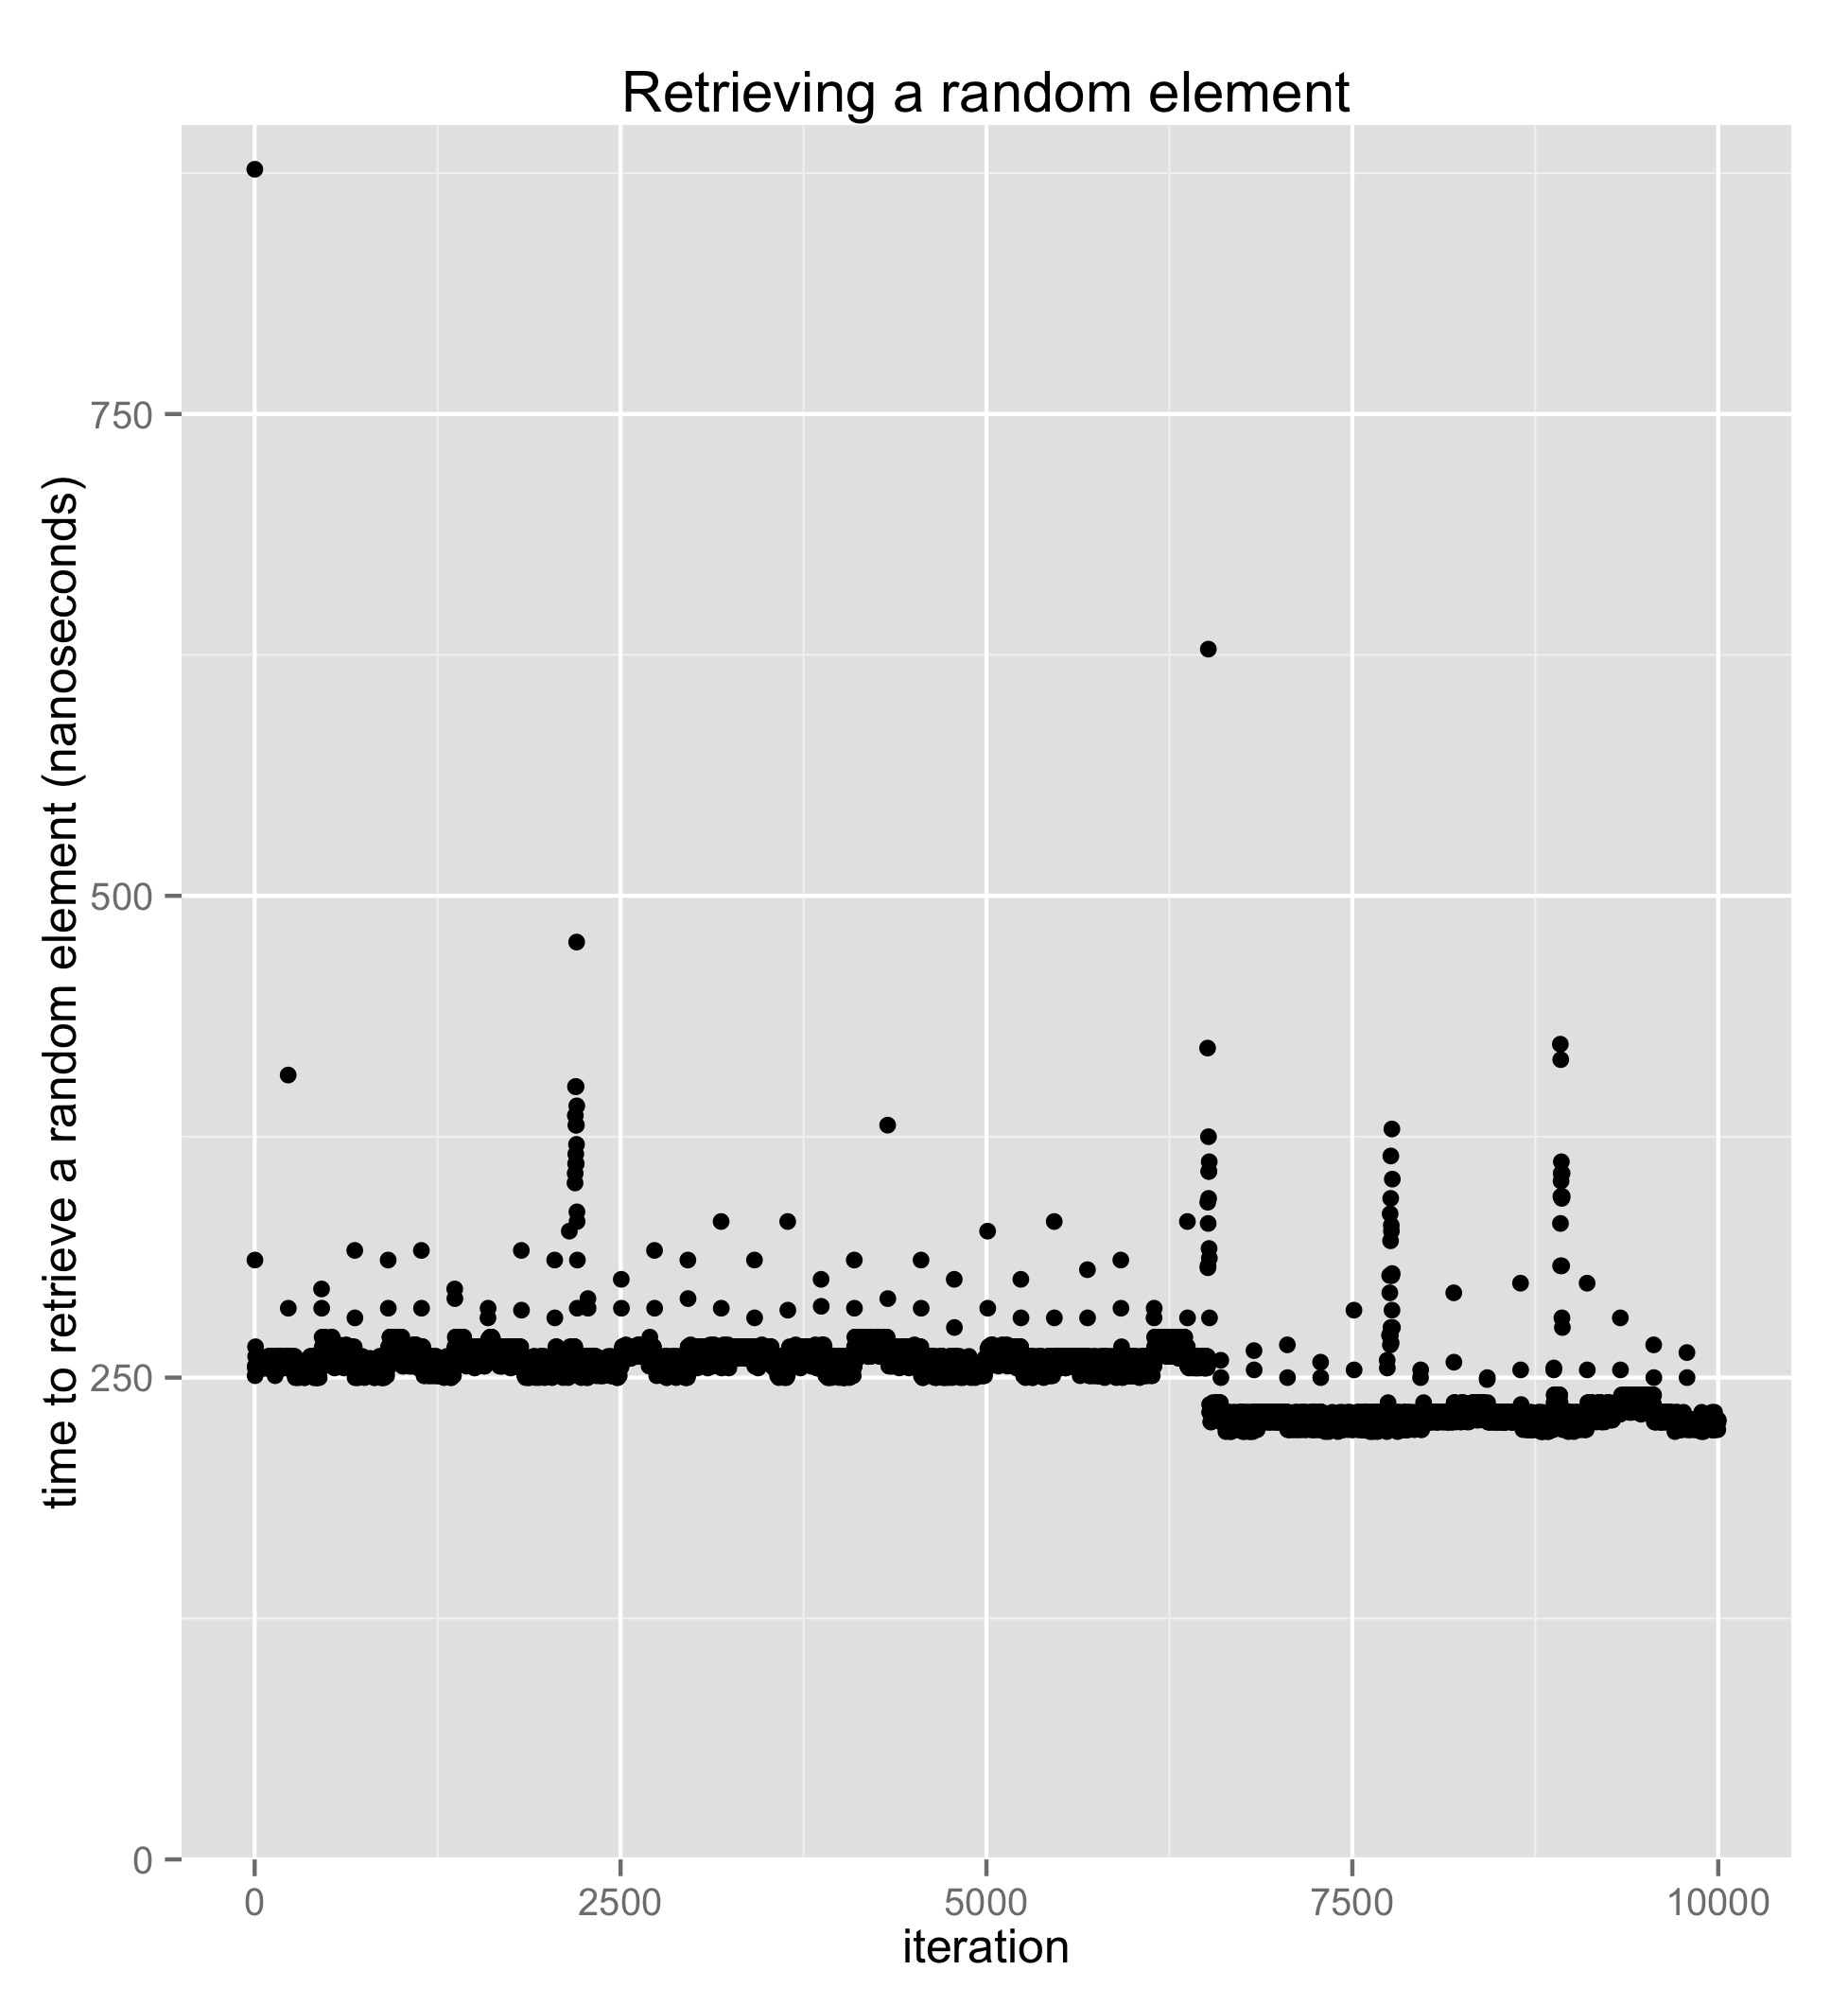 Retrieving a random element
time to retrieve a random element (nanoseconds)
750
500
250
0
0 2500 5000 7500 10000
iteration